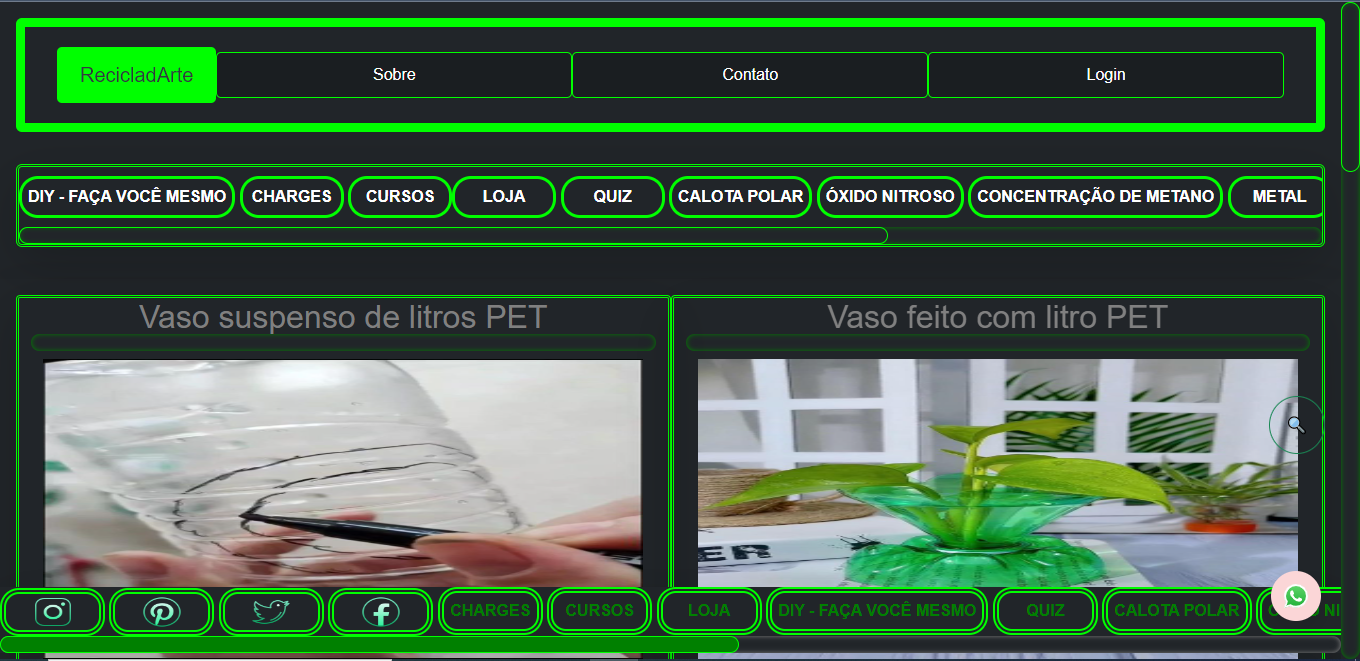 RecicladArte
Sobre
Contato
Login
DIY - FAÇA VOCÊ MESMO
CHARGES
CURSOS
LOJA
QUIZ
CALOTA POLAR
ÓXIDO NITROSO
CONCENTRAÇÃO DE METANO
METAL
Vaso suspenso de litros PET
Vaso feito com litro PET
CHARGES
CURSOS
LOJA
DIY - FAÇA VOCÊ MESMO
QUIZ
CALOTA POLAR